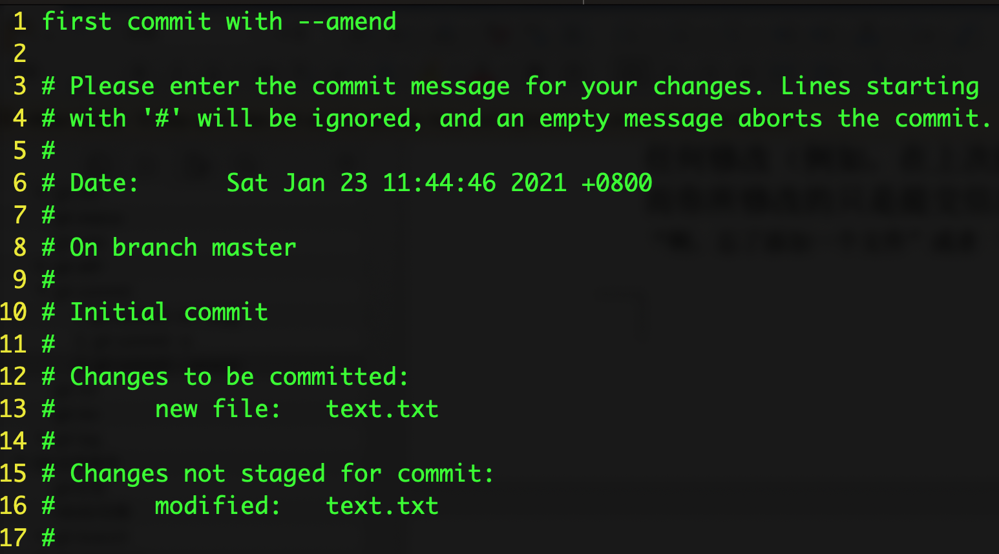 1 first commit with --amend
2
3 # Please enter the commit message for your changes. Lines starting
4 # with '#' will be ignored, and an empty message aborts the commit.
5 #
6 # Date:      Sat Jan 23 11:44:46 2021 +0800
7 #
8 # On branch master
9 #
10 # Initial commit
11 #
12 # Changes to be committed:
13 #       new file:   text.txt
14 #
15 # Changes not staged for commit:
16 #       modified:   text.txt
17 #